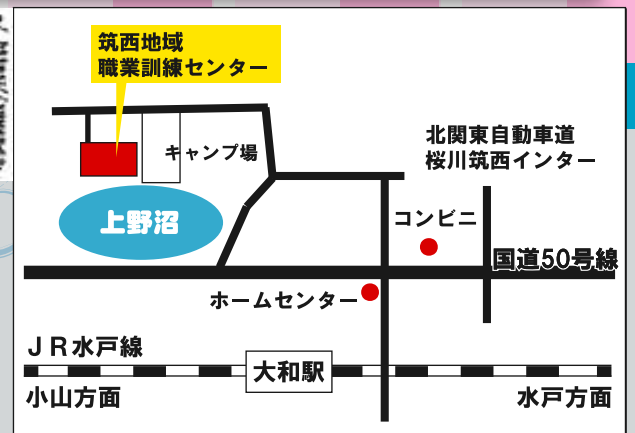 筑西地域
職業訓練センター
キャンプ場
北関東自動車道
桜川筑西インター
上野沼
コンビニ
国道50号線
ホームセンター
JR水戸線
大和駅
小山方面
水戸方面